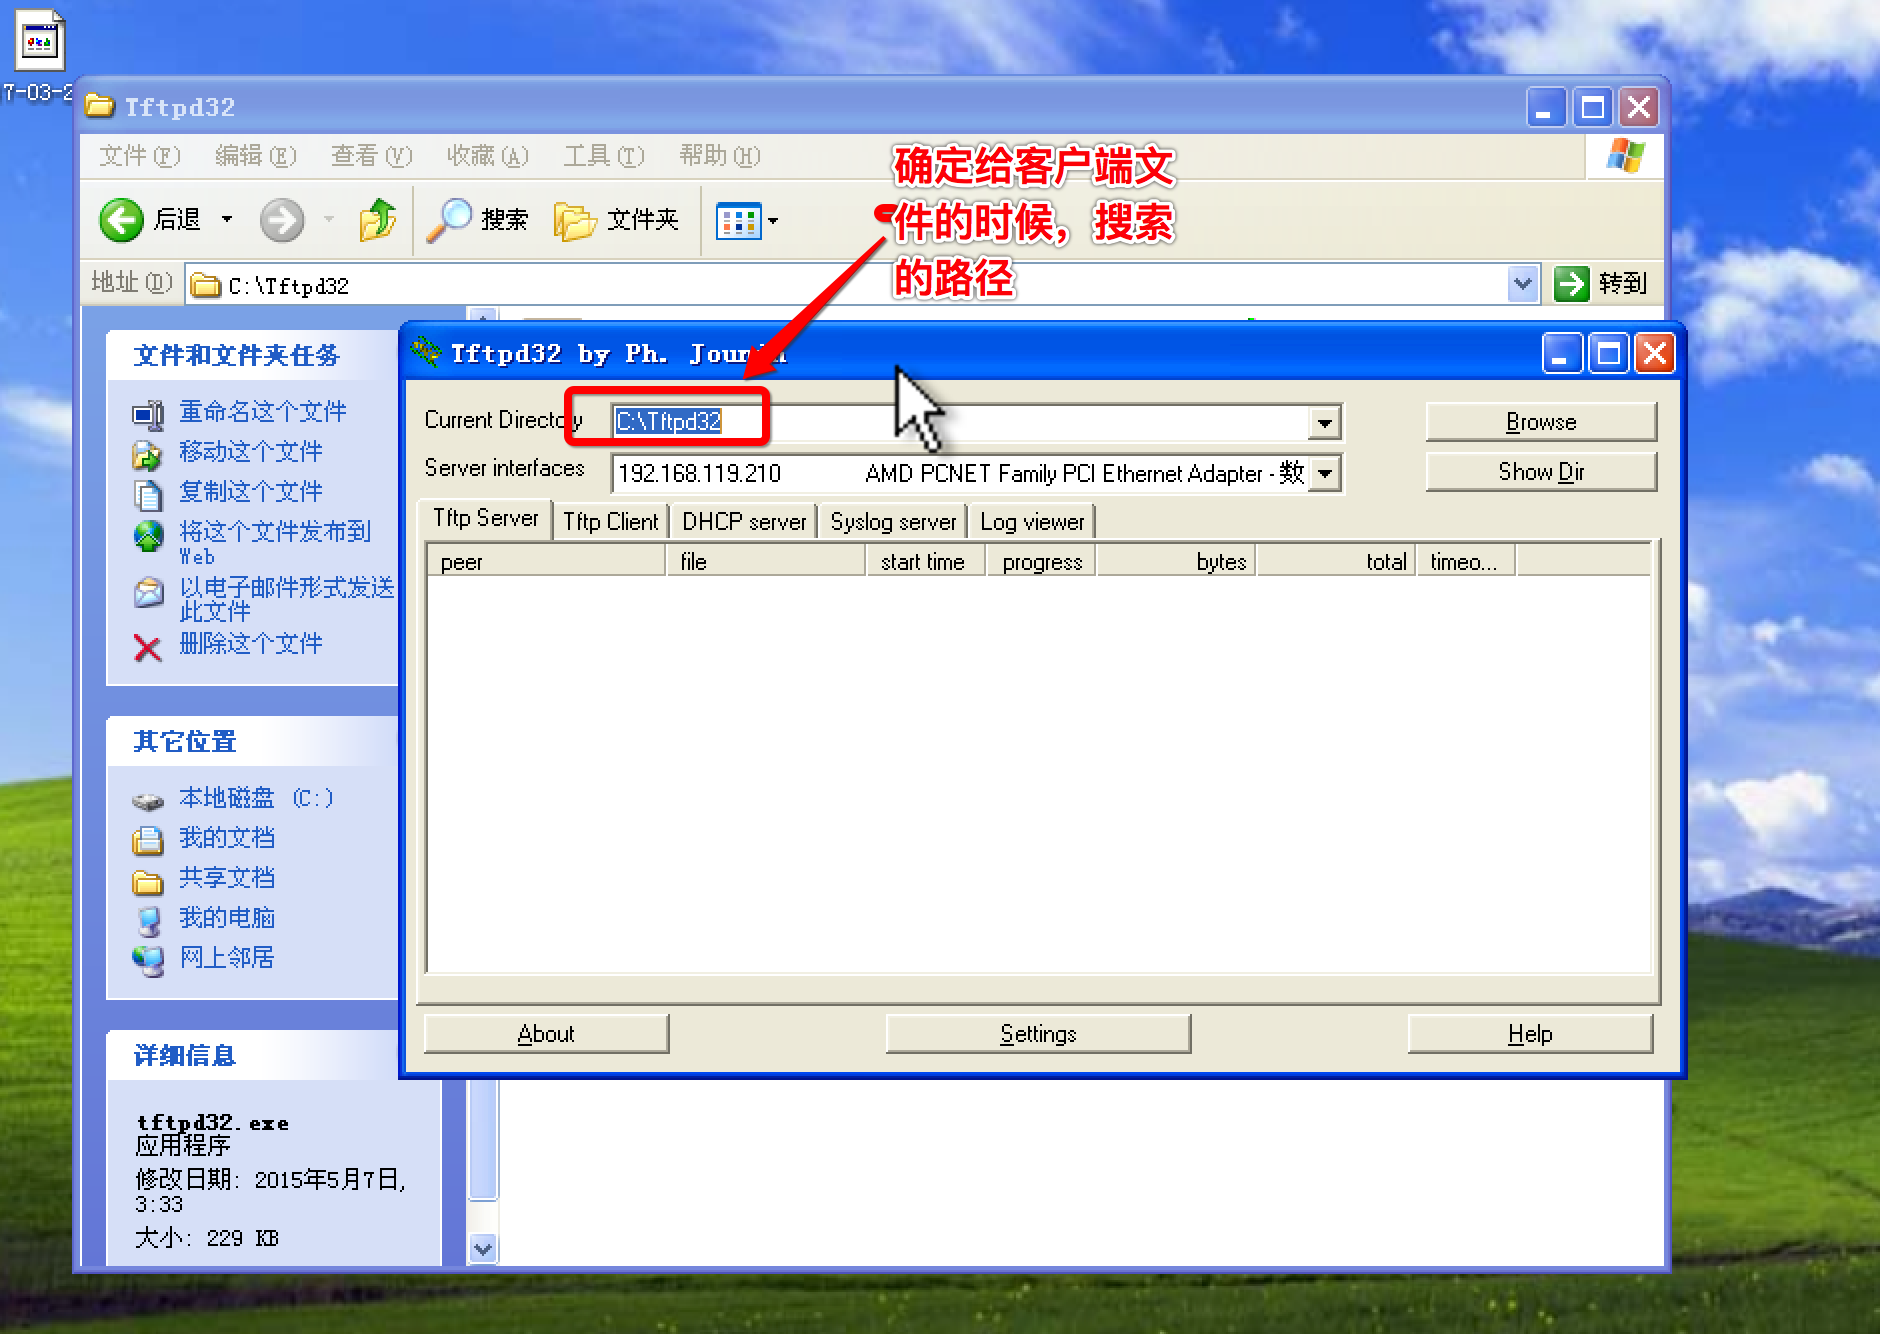 7-03-2
Tftpd32
文件(F) 编辑(E) 查看(V) 收藏(A) 工具(T) 帮助(H)
确定给客户端文
件的时候，搜索
的路径
后退 搜索 文件夹
地址(D) C:\Tftpd32 转到
文件和文件夹任务
重命名这个文件
移动这个文件
复制这个文件
将这个文件发布到
Web
以电子邮件形式发送
此文件
删除这个文件
其它位置
本地磁盘 (C:)
我的文档
共享文档
我的电脑
网上邻居
详细信息
tftpd32.exe
应用程序
修改日期: 2015年5月7日,
3:33
大小: 229 KB
Tftpd32 by Ph.
Current Directory C:\Tftpd32 Browse
Server interfaces 192.168.119.210 AMD PCNET Family PCI Ethernet Adapter - 数 Show Dir
Tftp Server Tftp Client DHCP server Syslog server Log viewer
peer file start time progress bytes total timeo...
About Settings Help